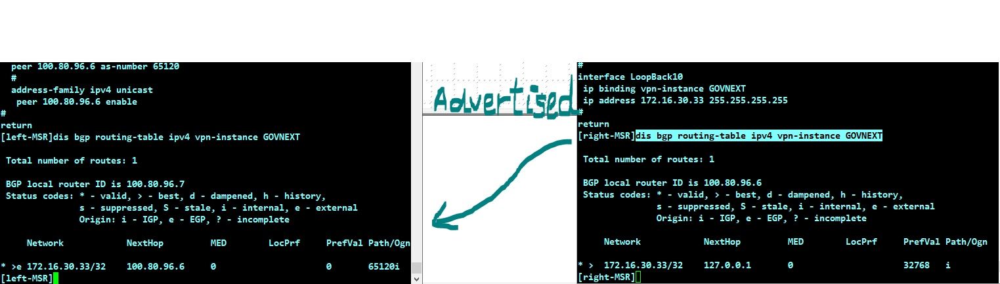 peer 100.80.96.6 as-number 65120
#
address-family ipv4 unicast
peer 100.80.96.6 enable
#
return
[left-MSR]dis bgp routing-table ipv4 vpn-instance GOVNEXT
Total number of routes: 1
BGP local router ID is 100.80.96.7
Status codes: * - valid, > - best, d - dampened, h - history,
s - suppressed, S - stale, i - internal, e - external
Origin: i - IGP, e - EGP, ? - incomplete
Network NextHop MED LocPrf PrefVal Path/Ogn
* >e 172.16.30.33/32 100.80.96.6 0 0 65120i
[left-MSR]
Advertised
#
interface LoopBack10
ip binding vpn-instance GOVNEXT
ip address 172.16.30.33 255.255.255.255
#
return
[right-MSR]dis bgp routing-table ipv4 vpn-instance GOVNEXT
Total number of routes: 1
BGP local router ID is 100.80.96.6
Status codes: * - valid, > - best, d - dampened, h - history,
s - suppressed, S - stale, i - internal, e - external
Origin: i - IGP, e - EGP, ? - incomplete
Network NextHop MED LocPrf PrefVal Path/Ogn
* > 172.16.30.33/32 127.0.0.1 0 32768 i
[right-MSR]